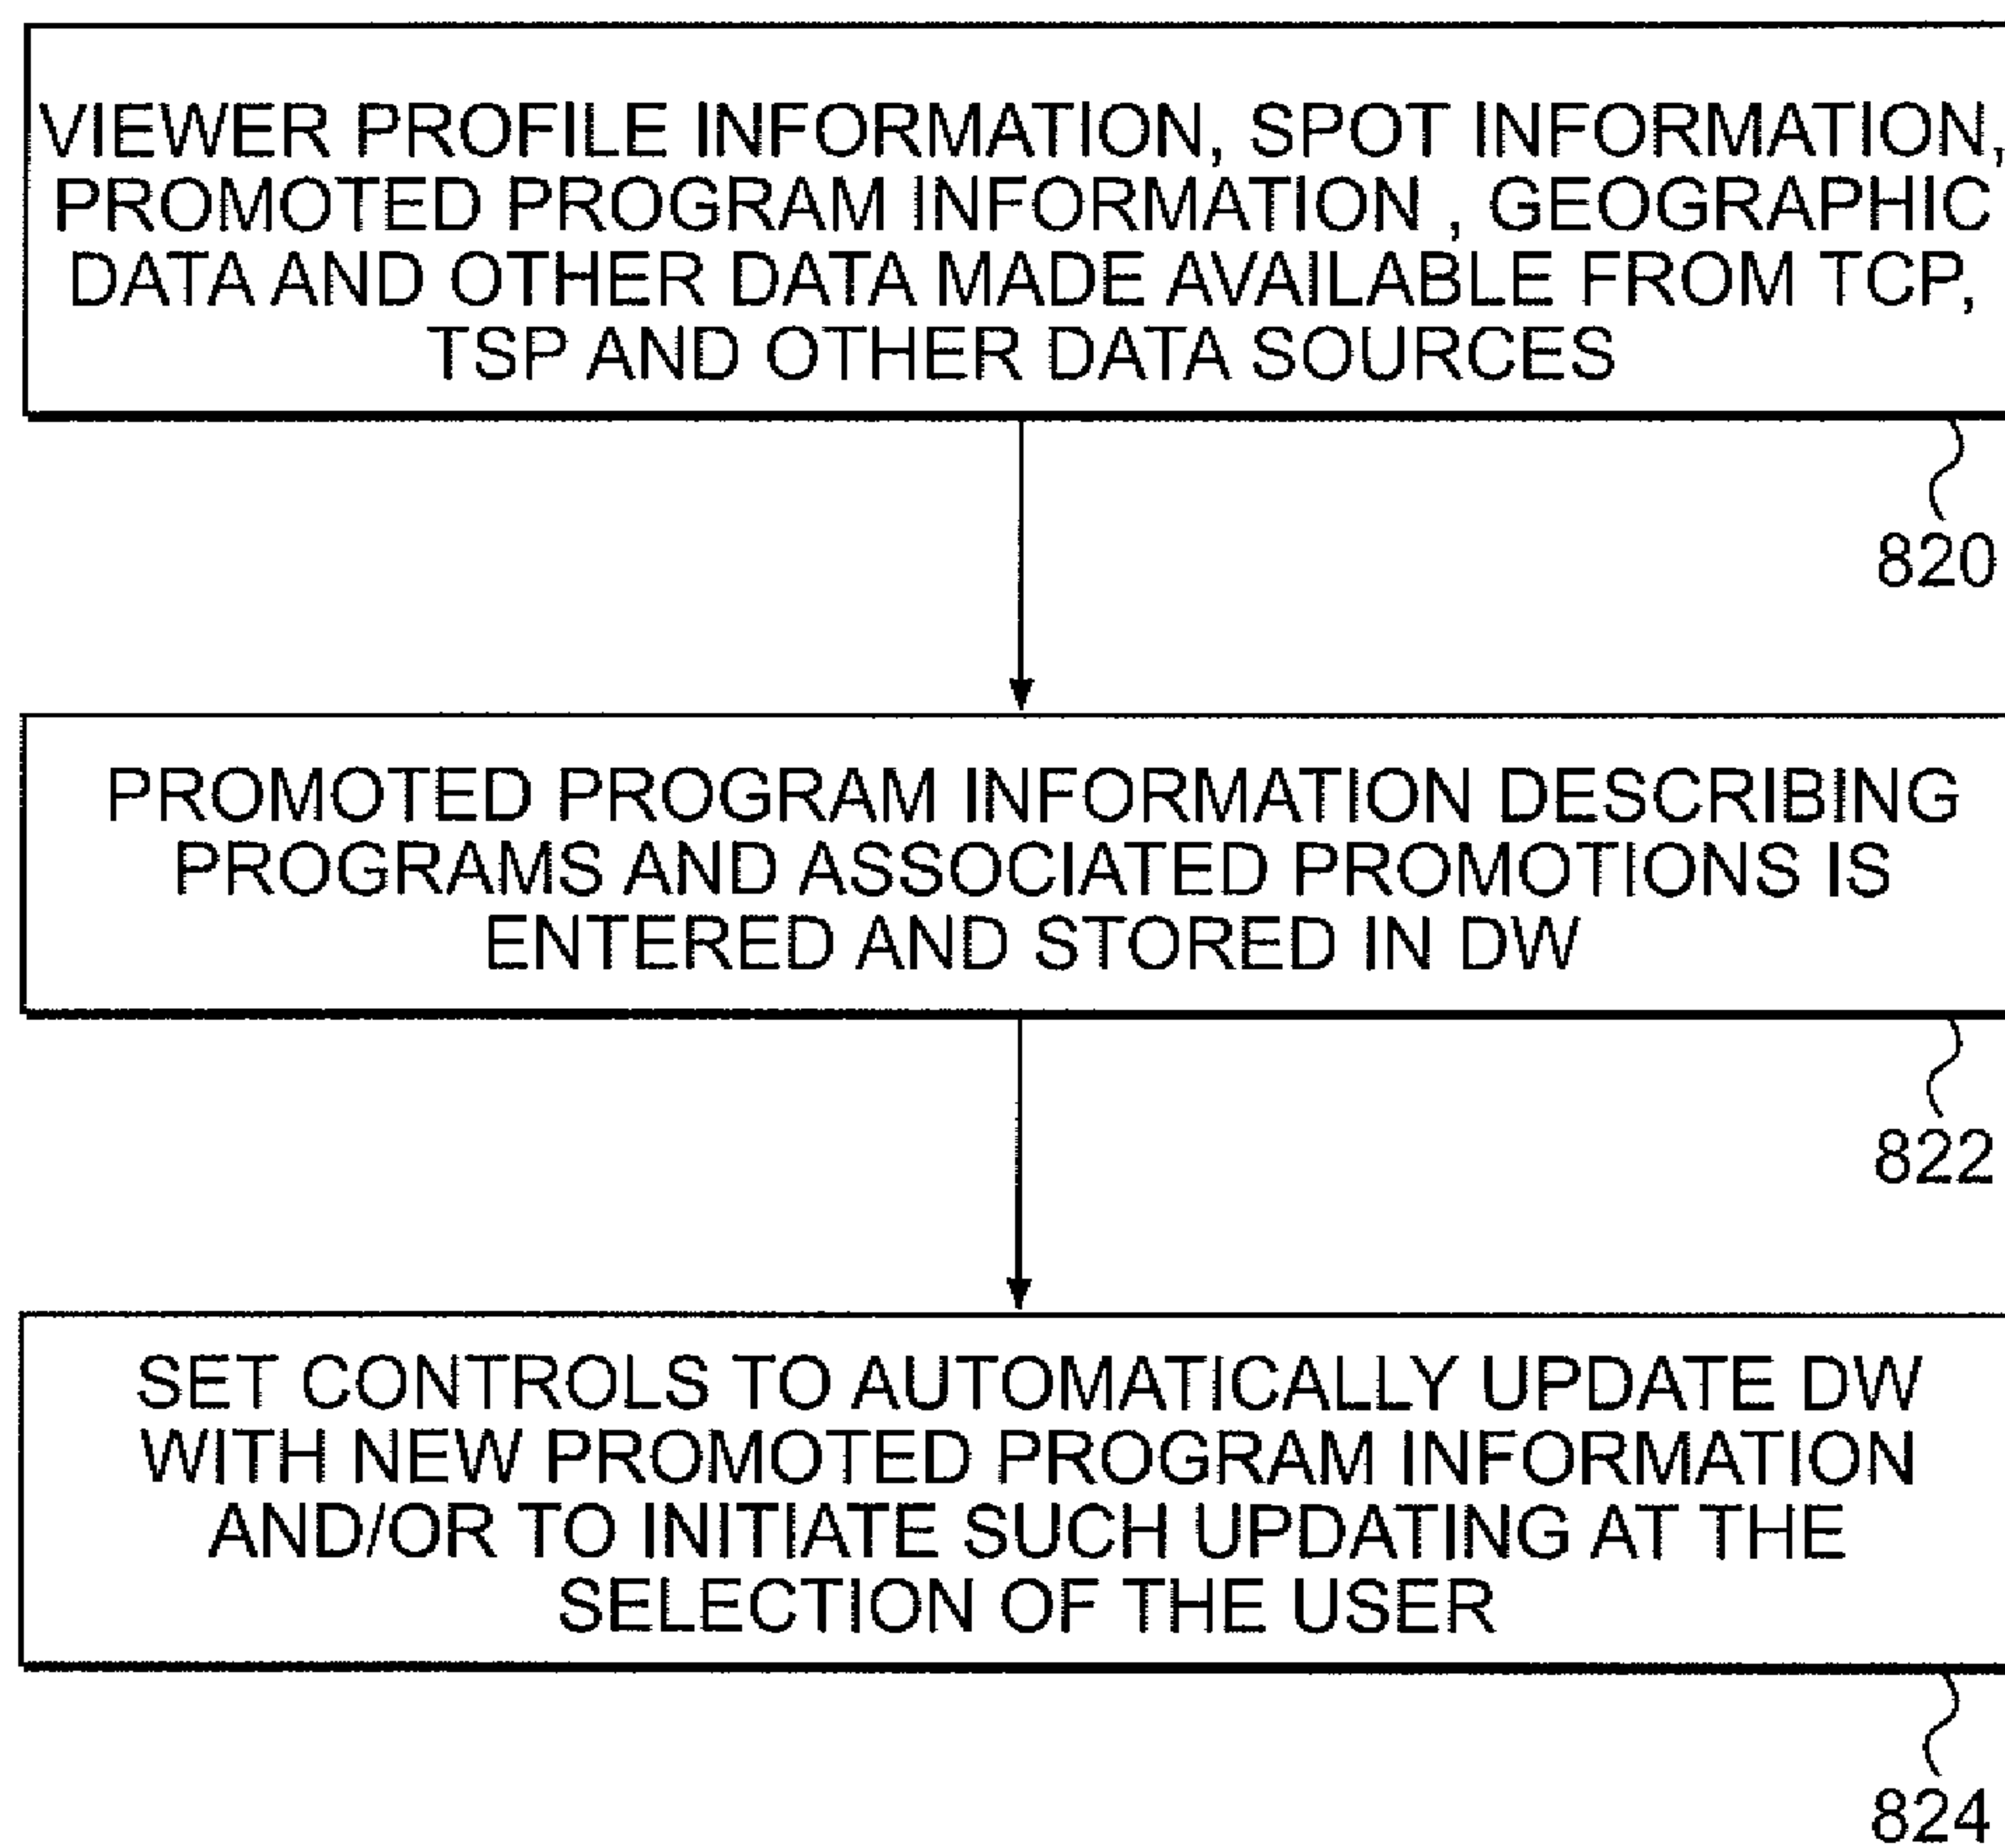 VIEWER PROFILE INFORMATION, SPOT INFORMATION,
PROMOTED PROGRAM INFORMATION , GEOGRAPHIC
DATA AND OTHER DATA MADE AVAILABLE FROM TCP,
TSP AND OTHER DATA SOURCES
820
PROMOTED PROGRAM INFORMATION DESCRIBING
PROGRAMS AND ASSOCIATED PROMOTIONS IS
ENTERED AND STORED IN DW
822
SET CONTROLS TO AUTOMATICALLY UPDATE DW
WITH NEW PROMOTED PROGRAM INFORMATION
AND/OR TO INITIATE SUCH UPDATING AT THE
SELECTION OF THE USER
824